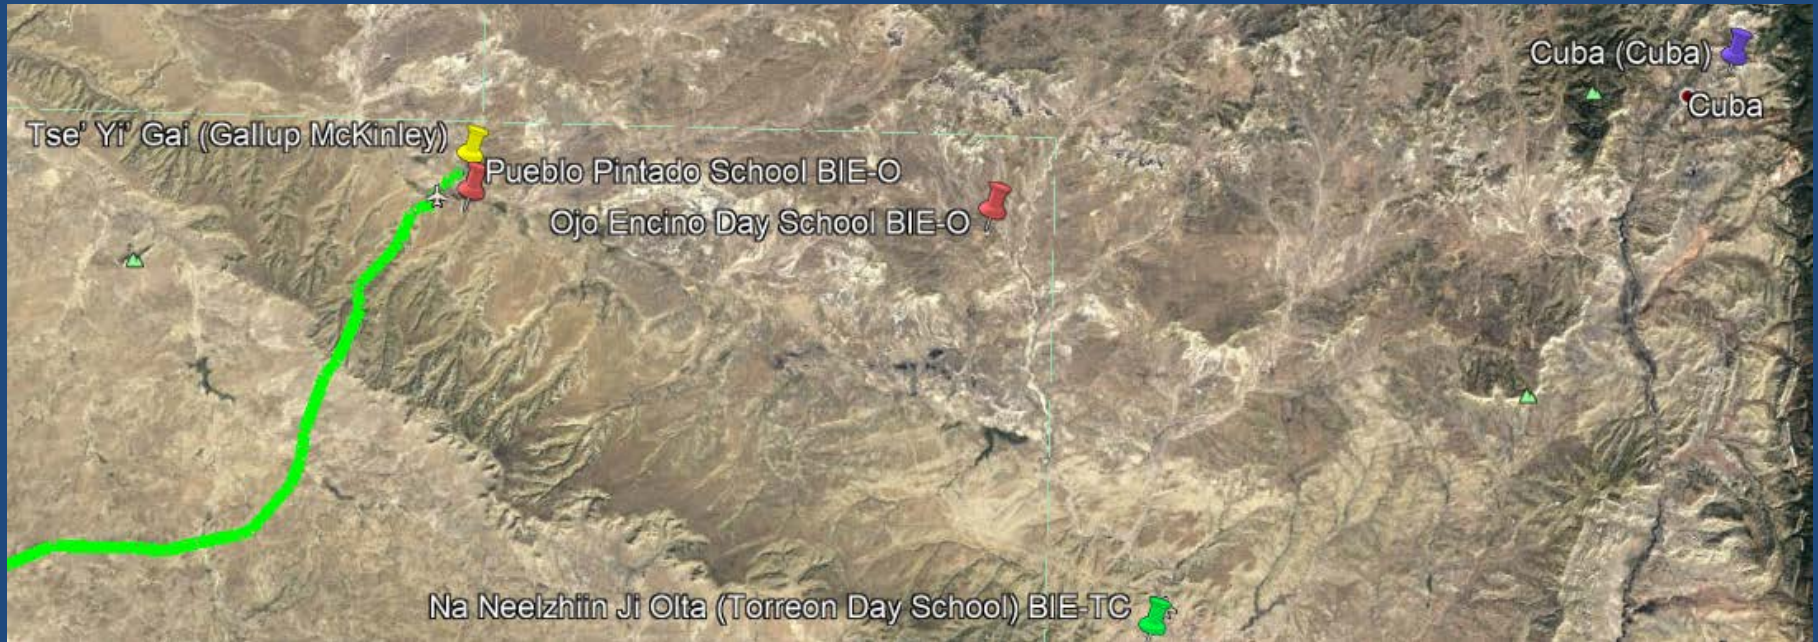 Cuba (Cuba)
Cuba
Tse' Yi' Gai (Gallup McKinley)
Pueblo Pintado School BIE-O
Ojo Encino Day School BIE-O
Na Neelzhiin Ji Olta (Torreon Day School) BIE-TC